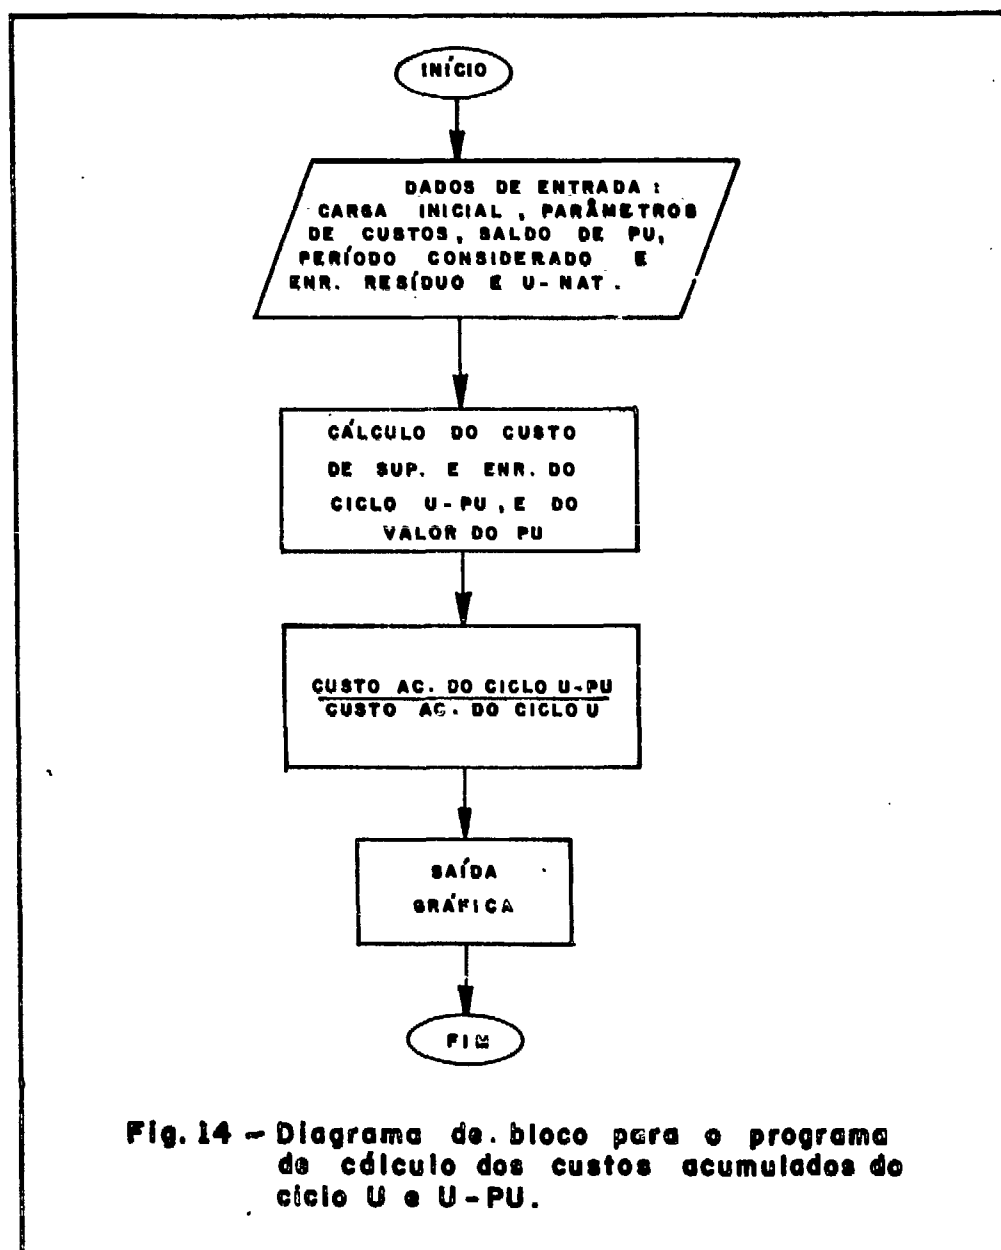 INÍCIO
DADOS DE ENTRADA :
CARGA INICIAL , PARÂMETROS
DE CUSTOS, SALDO DE PU,
PERÍODO CONSIDERADO E
ENR. RESÍDUO E U-NAT.
CÁLCULO DO CUSTO
DE SUP. E ENR. DO
CICLO U-PU , E DO
VALOR DO PU
CUSTO AC. DO CICLO U-PU
CUSTO AC. DO CICLO U
SAÍDA
GRÁFICA
FIM
Fig. 14 - Diagrama de. bloco para o programa
de cálculo dos custos acumulados do
ciclo U e U-PU.